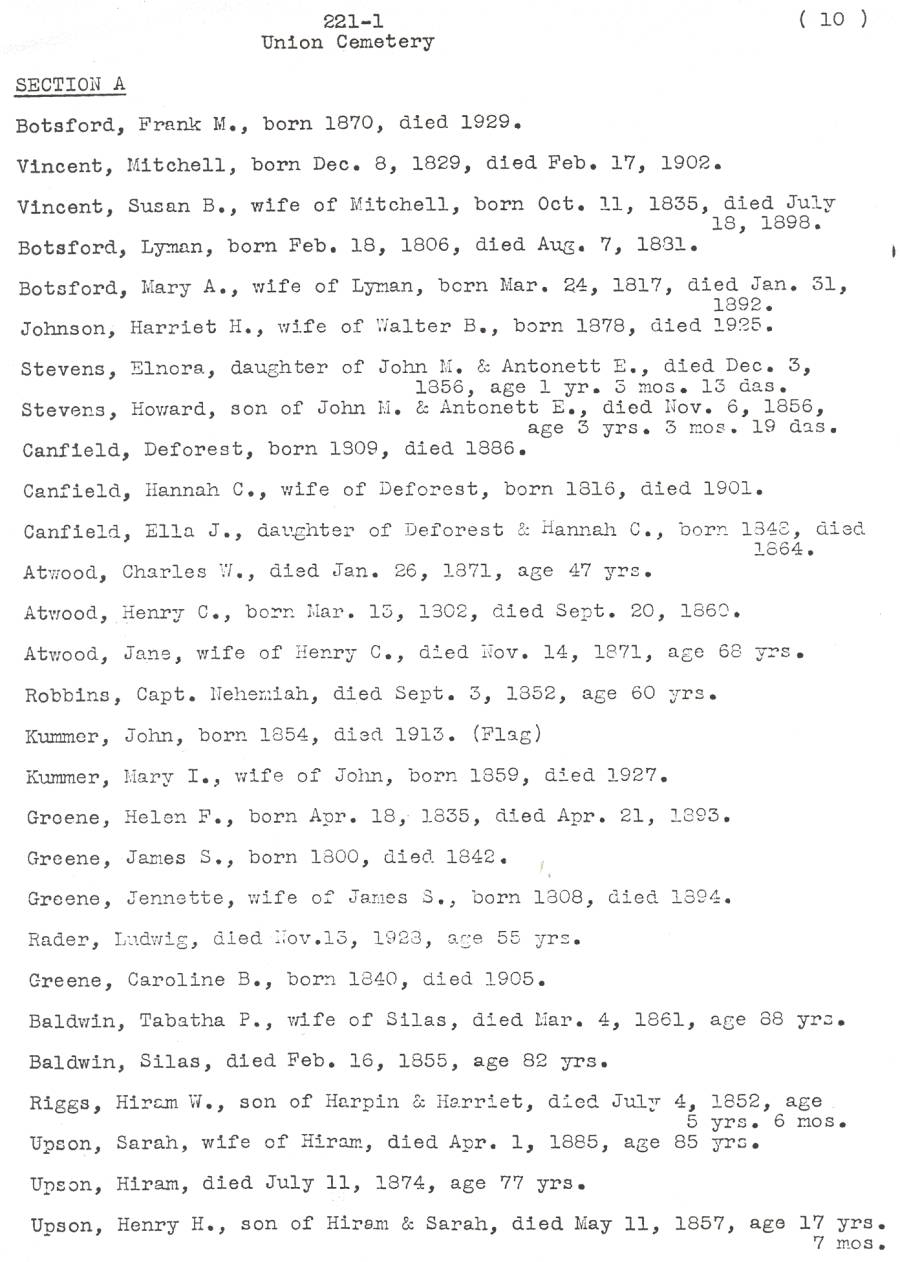 221-1
( 10 )
Union Cemetery
SECTION A
Botsford, Frank M., born 1870, died 1929.
Vincent, Mitchell, born Dec. 8, 1829, died Feb. 17, 1902.
Vincent, Susan B., wife of Mitchell, born Oct. 11, 1835, died July
18, 1898.
Botsford, Lyman, born Feb. 18, 1806, died Aug. 7, 1881.
Botsford, Mary A., wife of Lyman, born Mar. 24, 1817, died Jan. 31,
1892.
Johnson, Harriet H., wife of Walter B., born 1878, died 1925.
Stevens, Elnora, daughter of John M. & Antonett E., died Dec. 3,
1856, age 1 yr. 3 mos. 13 das.
Stevens, Howard, son of John M. & Antonett E., died Nov. 6, 1856,
age 3 yrs. 3 mos. 19 das.
Canfield, Deforest, born 1809, died 1886.
Canfield, Hannah C., wife of Deforest, born 1816, died 1901.
Canfield, Ella J., daughter of Deforest & Hannah C., born died
1864.
Atwood, Charles W., died Jan. 26, 1871, age 47 yrs.
Atwood, Henry C., born Mar. 13, 1802, died Sept. 20, 1860.
Atwood, Jane, wife of Henry C., died Nov. 14, 1871, age 68 yrs.
Robbins, Capt. Nehemiah, died Sept. 3, 1852, age 60 yrs.
Kummer, John, born 1854, died 1913. (Flag)
Kummer, Mary I., wife of John, born 1859, died 1927.
Greene, Helen F., born Apr. 18, 1835, died Apr. 21, 1893.
Greene, James S., born 1800, died 1842.
Greene, Jennette, wife of James S., born 1808, died 1894.
Rader, Ludwig, died Nov.13, 1928, age 55 yrs.
Greene, Caroline B., born 1840, died 1905.
Baldwin, Tabatha P., wife of Silas, died Mar. 4, 1861, age 88 yrs.
Baldwin, Silas, died Feb. 16, 1855, age 82 yrs.
Riggs, Hiram W., son of Harpin & Harriet, died July 4, 1852, age
5 yrs. 6 mos.
Upson, Sarah, wife of Hiram, died Apr. 1, 1885, age 85 yrs.
Upson, Hiram, died July 11, 1874, age 77 yrs.
Upson, Henry H., son of Hiram & Sarah, died May 11, 1857, age 17 yrs.
7 mos.